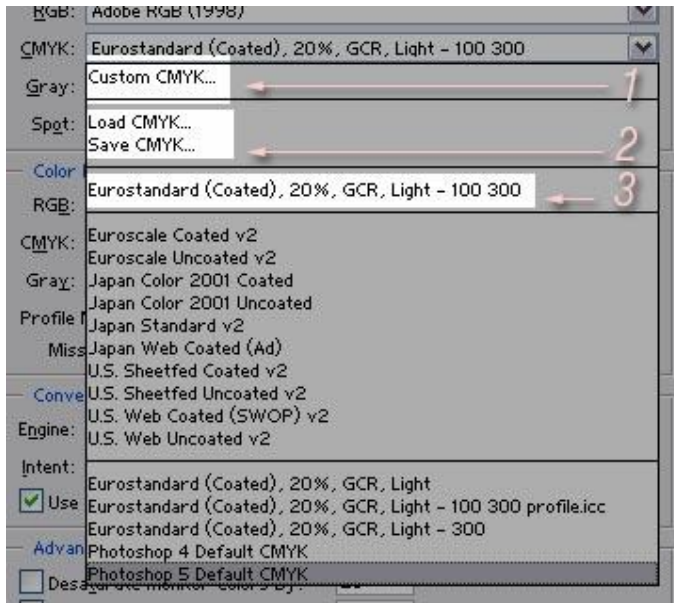 RGB: Adobe RGB (1998)
CMYK: Eurostandard (Coated), 20%, GCR, Light - 100 300
Gray: Custom CMYK... 1
Spot: Load CMYK...
Save CMYK... 2
Color
RGB: Eurostandard (Coated), 20%, GCR, Light - 100 300 3
CMYK: Euroscale Coated v2
Euroscale Uncoated v2
Gray: Japan Color 2001 Coated
Japan Color 2001 Uncoated
Profile Japan Standard v2
Miss Japan Web Coated (Ad)
U.S. Sheetfed Coated v2
Conve U.S. Sheetfed Uncoated v2
U.S. Web Coated (SWOP) v2
Engine: U.S. Web Uncoated v2
Intent:
Eurostandard (Coated), 20%, GCR, Light
Use Eurostandard (Coated), 20%, GCR, Light - 100 300 profile.icc
Eurostandard (Coated), 20%, GCR, Light - 300
Advan Photoshop 4 Default CMYK
Photoshop 5 Default CMYK